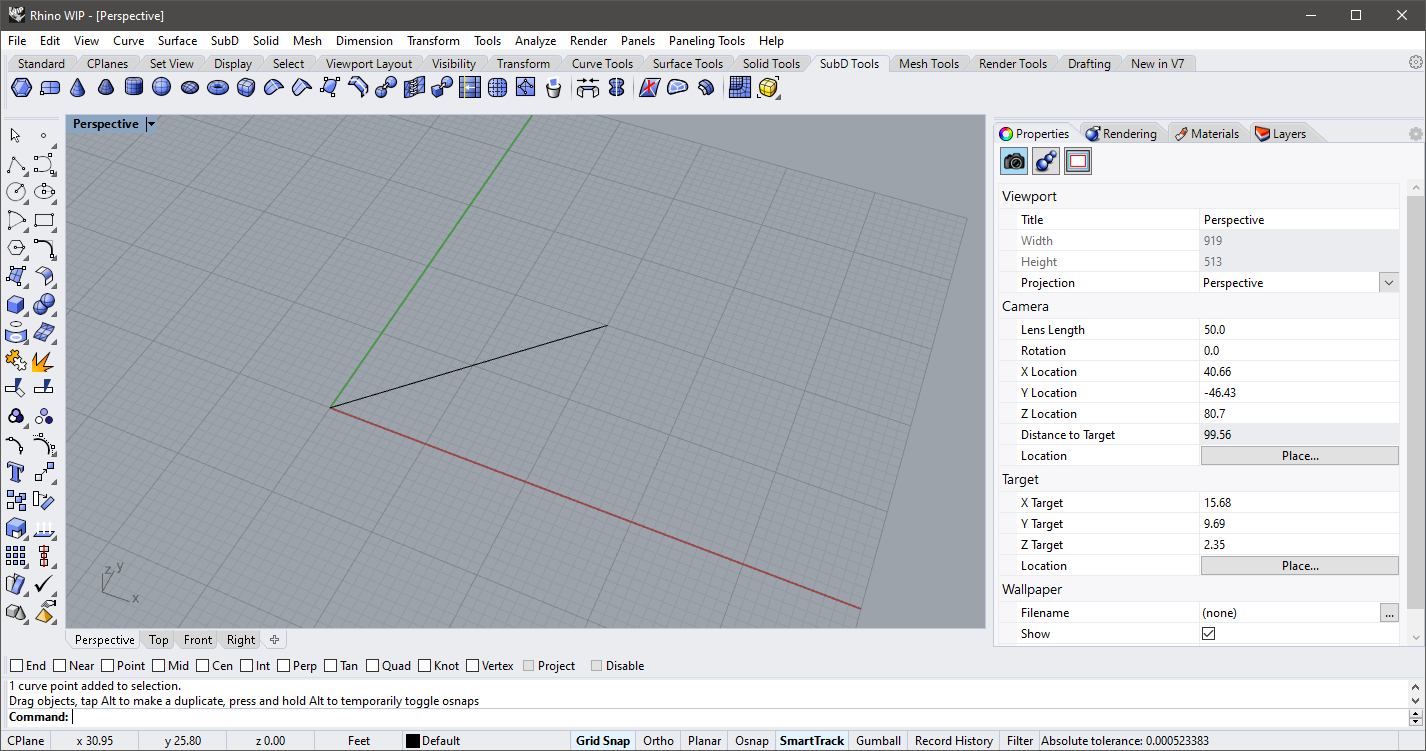 Rhino WIP - [Perspective]
File Edit View Curve Surface SubD Solid Mesh Dimension Transform Tools Analyze Render Panels Paneling Tools Help
Standard CPlanes Set View Display Select Viewport Layout Visibility Transform Curve Tools Surface Tools Solid Tools SubD Tools Mesh Tools Render Tools Drafting New in V7
Perspective
z y
x
Perspective Top Front Right
Properties Rendering Materials Layers
Viewport
Title Perspective
Width 919
Height 513
Projection Perspective
Camera
Lens Length 50.0
Rotation 0.0
X Location 40.66
Y Location -46.43
Z Location 80.7
Distance to Target 99.56
Location Place...
Target
X Target 15.68
Y Target 9.69
Z Target 2.35
Location Place...
Wallpaper
Filename (none) ...
Show
End Near Point Mid Cen Int Perp Tan Quad Knot Vertex Project Disable
1 curve point added to selection.
Drag objects, tap Alt to make a duplicate, press and hold Alt to temporarily toggle osnaps
Command:
CPlane x 30.95 y 25.80 z 0.00 Feet Default Grid Snap Ortho Planar Osnap SmartTrack Gumball Record History Filter Absolute tolerance: 0.000523383